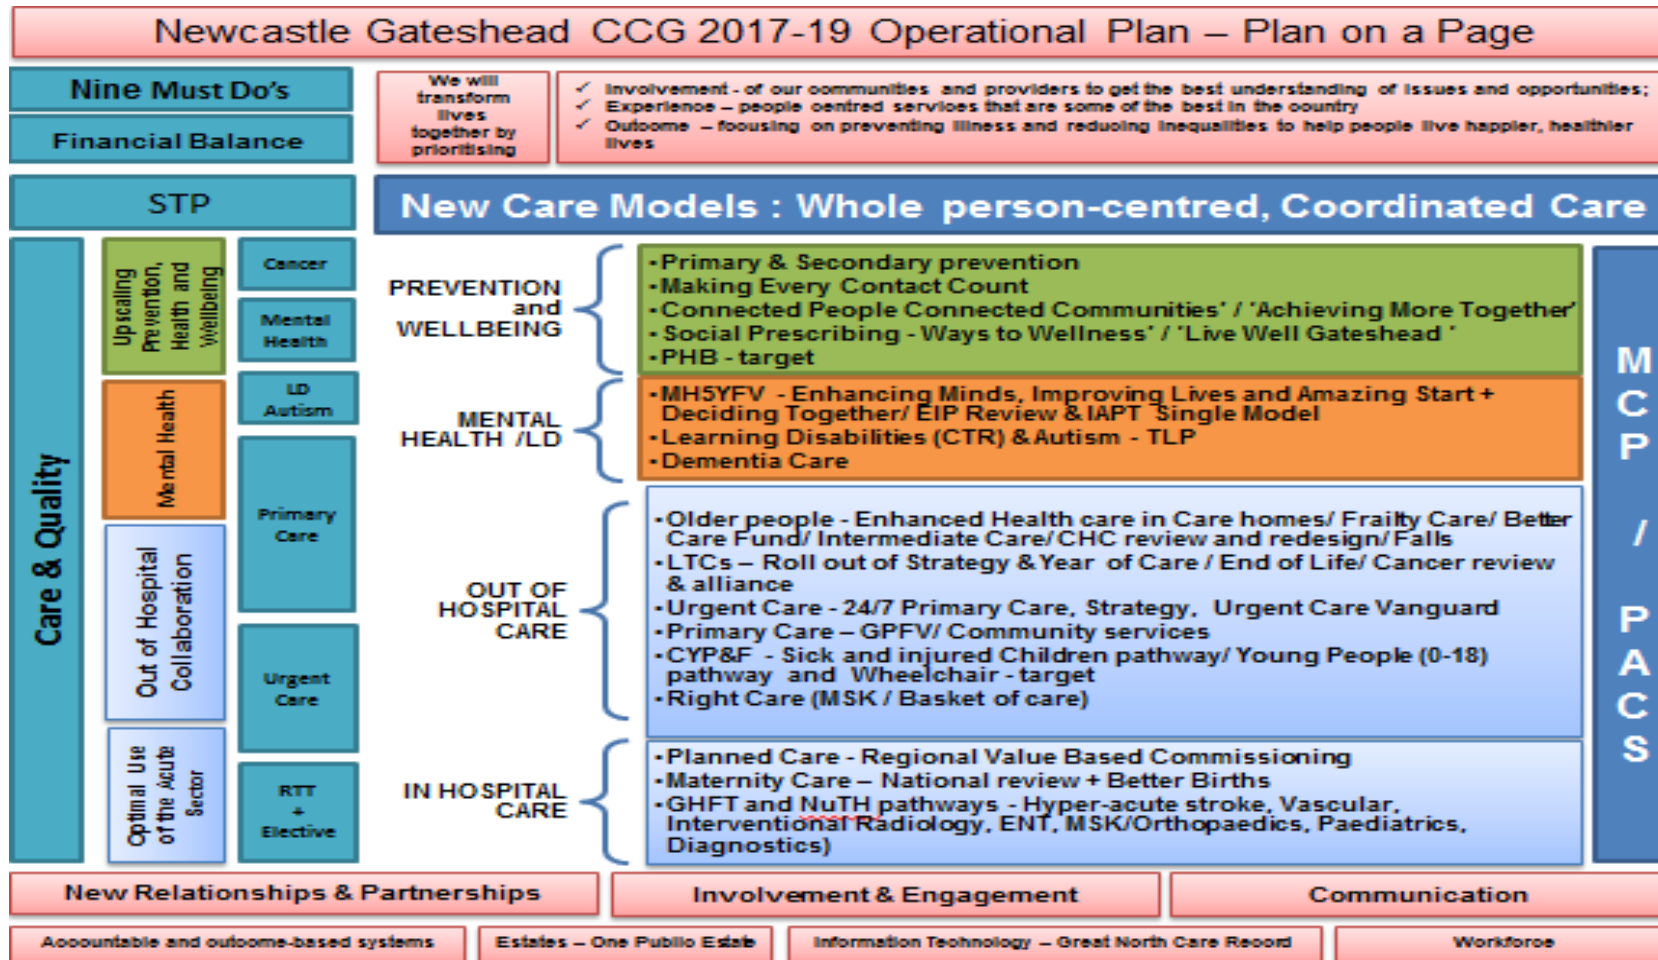 Newcastle Gateshead CCG 2017-19 Operational Plan – Plan on a Page
Nine Must Do's
Financial Balance
We will
transform
lives
together by
prioritising
✓ Involvement - of our communities and providers to get the best understanding of issues and opportunities;
✓ Experience – people centred services that are some of the best in the country
✓ Outcome – focusing on preventing illness and reducing inequalities to help people live happier, healthier
lives
STP
New Care Models : Whole person-centred, Coordinated Care
Care & Quality
Upscaling
Prevention,
Health and
Wellbeing
Mental Health
Out of Hospital
Collaboration
Optimal Use
of the Acute
Sector
Cancer
Mental
Health
LD
Autism
Primary
Care
Urgent
Care
RTT
+
Elective
PREVENTION
and
WELLBEING
•Primary & Secondary prevention
•Making Every Contact Count
•Connected People Connected Communities' / 'Achieving More Together'
•Social Prescribing - Ways to Wellness' / 'Live Well Gateshead '
•PHB - target
MENTAL
HEALTH /LD
•MH5YFV - Enhancing Minds, Improving Lives and Amazing Start +
Deciding Together/ EIP Review & IAPT Single Model
•Learning Disabilities (CTR) & Autism - TLP
•Dementia Care
OUT OF
HOSPITAL
CARE
•Older people - Enhanced Health care in Care homes/ Frailty Care/ Better
Care Fund/ Intermediate Care/ CHC review and redesign/ Falls
•LTCs – Roll out of Strategy & Year of Care / End of Life/ Cancer review
& alliance
•Urgent Care - 24/7 Primary Care, Strategy, Urgent Care Vanguard
•Primary Care – GPFV/ Community services
•CYP&F - Sick and injured Children pathway/ Young People (0-18)
pathway and Wheelchair - target
•Right Care (MSK / Basket of care)
IN HOSPITAL
CARE
•Planned Care - Regional Value Based Commissioning
•Maternity Care – National review + Better Births
•GHFT and NuTH pathways - Hyper-acute stroke, Vascular,
Interventional Radiology, ENT, MSK/Orthopaedics, Paediatrics,
Diagnostics)
MCP / PACS
New Relationships & Partnerships
Involvement & Engagement
Communication
Accountable and outcome-based systems
Estates – One Public Estate
Information Technology – Great North Care Record
Workforce